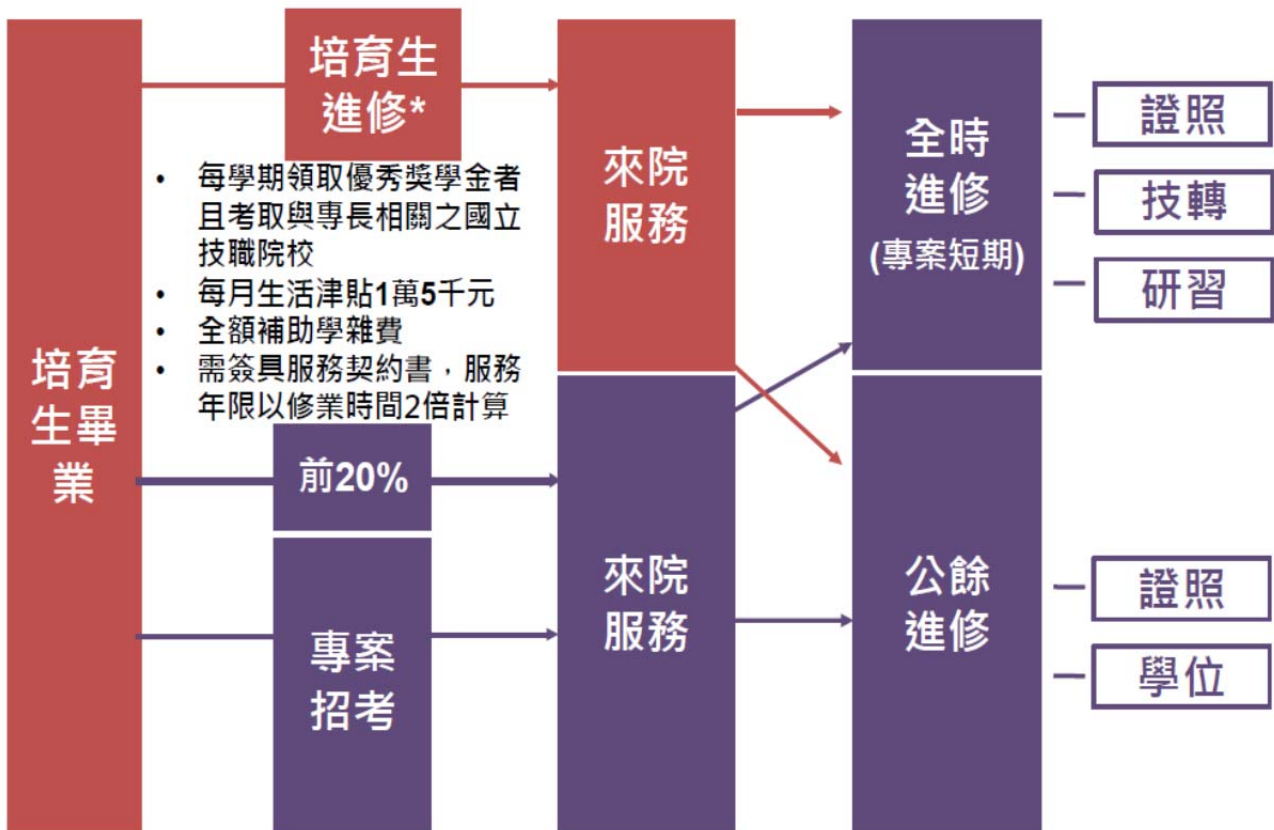 培育
生畢
業
培育生
進修*
• 每學期領取優秀獎學金者
且考取與專長相關之國立
技職院校
• 每月生活津貼1萬5千元
• 全額補助學雜費
• 需簽具服務契約書，服務
年限以修業時間2倍計算
前20%
專案
招考
來院
服務
來院
服務
全時
進修
(專案短期)
公餘
進修
證照
技轉
研習
證照
學位